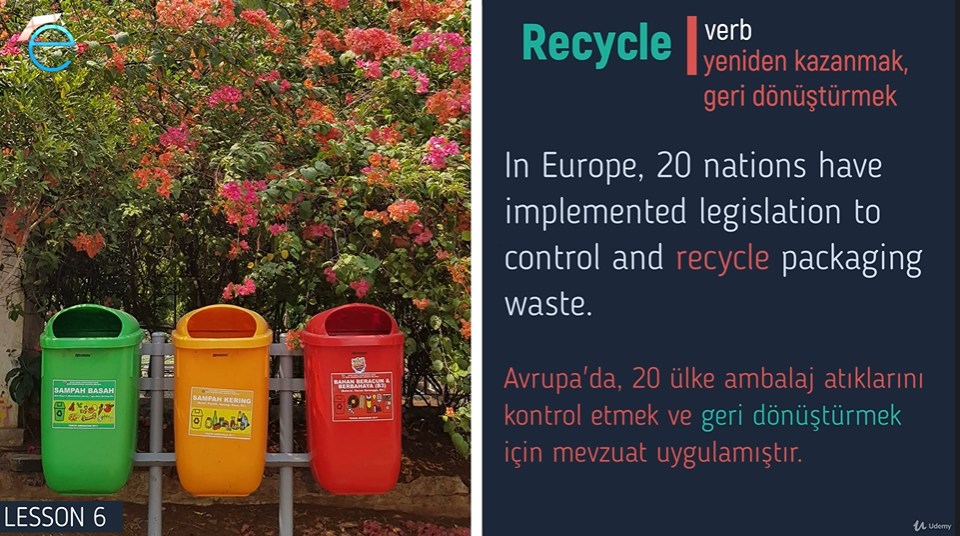 Recycle
verb
yeniden kazanmak,
geri dönüştürmek
In Europe, 20 nations have
implemented legislation to
control and recycle packaging
waste.
Avrupa'da, 20 ülke ambalaj atıklarını
kontrol etmek ve geri dönüştürmek
için mevzuat uygulamıştır.
SAMPAH BASAH
SAMPAH KERING
BAHAN BERACUN &
BERBAHAYA (B3)
LESSON 6
Udemy